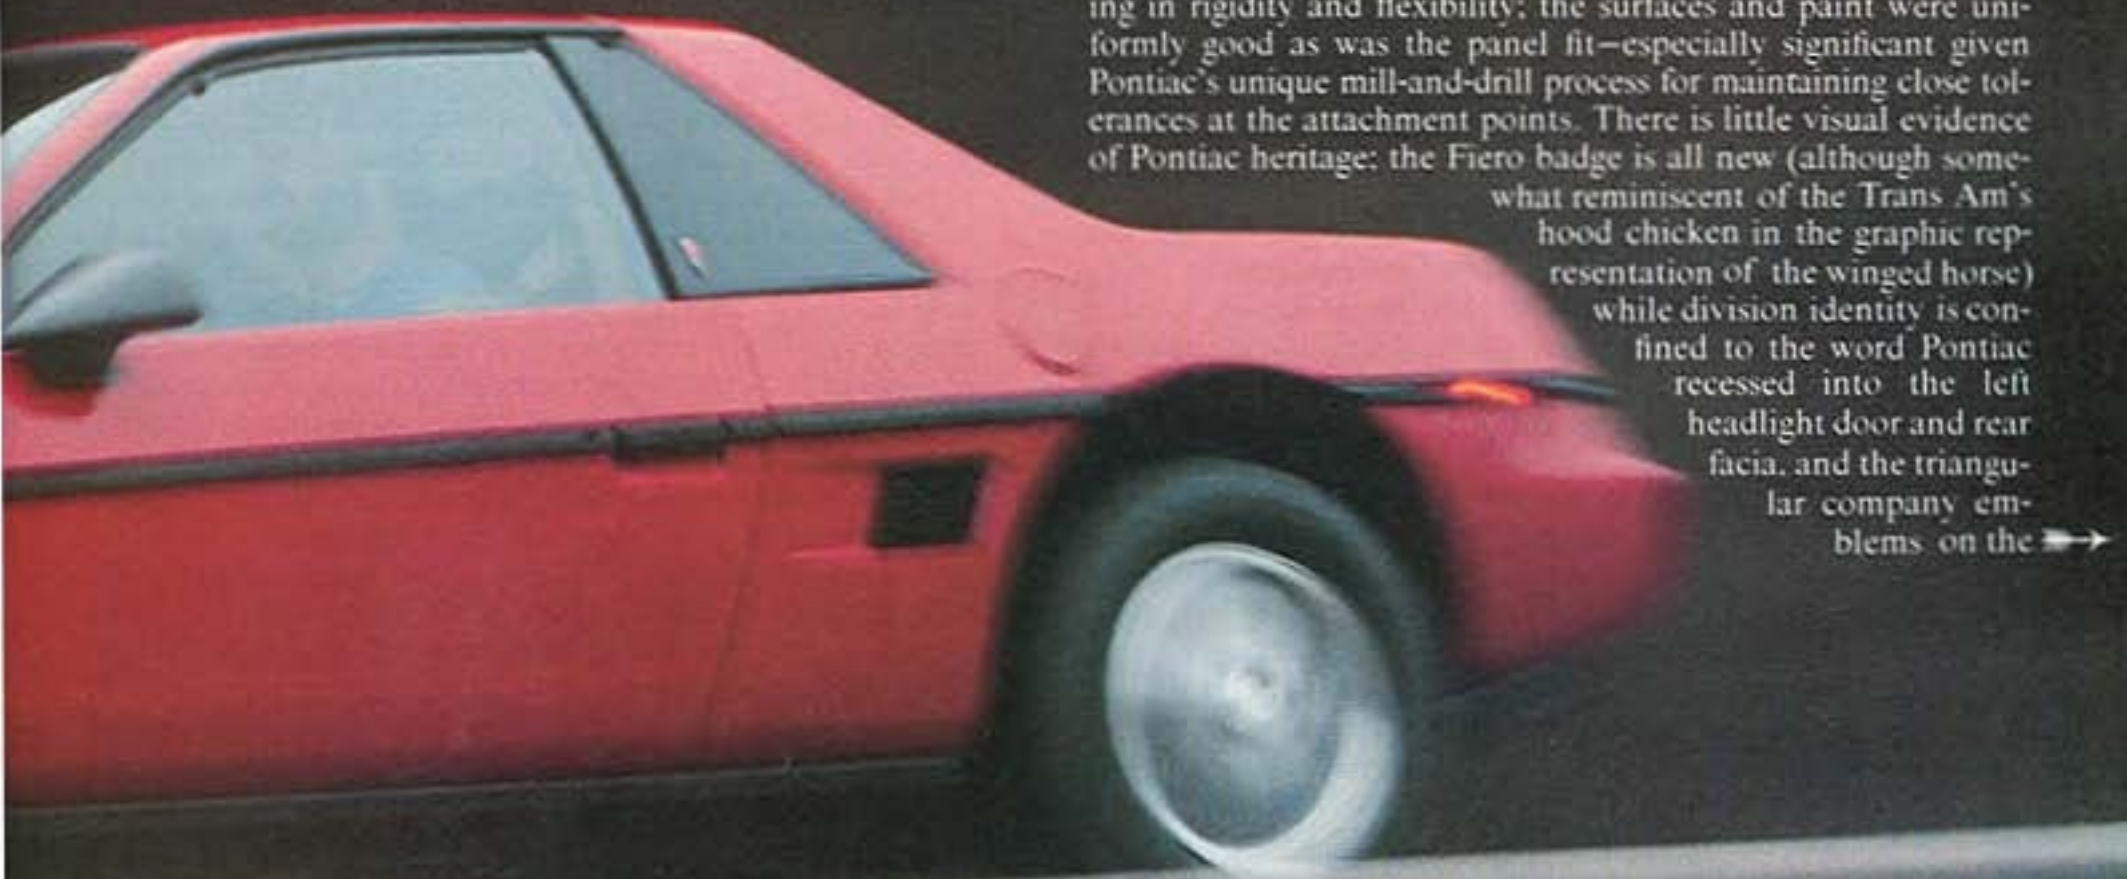 ing in rigidity and flexibility; the surfaces and paint were uni-
formly good as was the panel fit—especially significant given
Pontiac's unique mill-and-drill process for maintaining close tol-
erances at the attachment points. There is little visual evidence
of Pontiac heritage: the Fiero badge is all new (although some-
what reminiscent of the Trans Am's
hood chicken in the graphic rep-
resentation of the winged horse)
while division identity is con-
fined to the word Pontiac
recessed into the left
headlight door and rear
facia, and the triangu-
lar company em-
blems on the